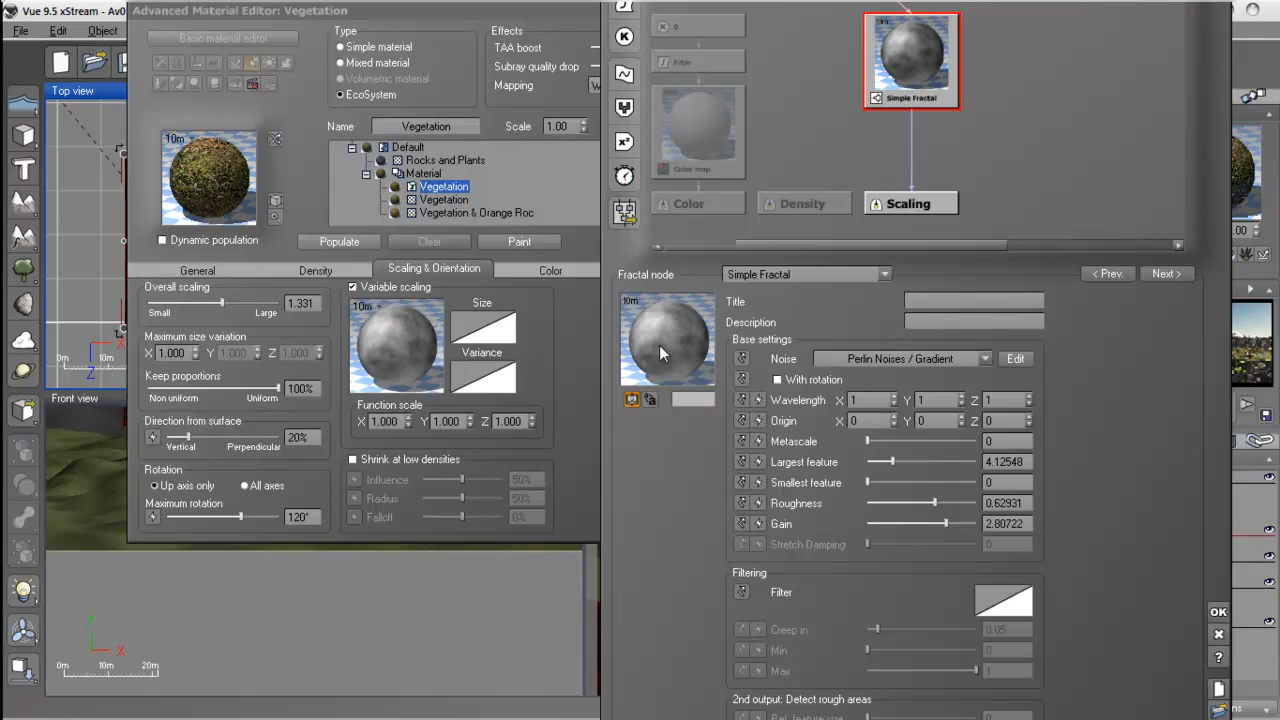 Vue 9.5 xStream - Av0
File Edit Object
Top view
0m 10m
Front view
0m 10m 20m
X
Z
X
Advanced Material Editor: Vegetation
Basic material editor
Type
Simple material
Mixed material
Volumetric material
EcoSystem
Effects
TAA boost
Subray quality drop
Mapping W
Name Vegetation Scale 1.00
10m
Default
Rocks and Plants
Material
Vegetation
Vegetation
Vegetation & Orange Roc
Dynamic population
Populate Clear Paint
General Density Scaling & Orientation Color
Overall scaling
1.331
Small Large
Maximum size variation
X 1.000 Y 1.000 Z 1.000
Keep proportions
100%
Non uniform Uniform
Direction from surface
20%
Vertical Perpendicular
Rotation
Up axis only All axes
Maximum rotation
120°
Variable scaling
10m
Size
Variance
Function scale
X 1.000 Y 1.000 Z 1.000
Shrink at low densities
Influence 50%
Radius 50%
Falloff 0%
K 0
Filter
Color map
Color Density Scaling
10m
Simple Fractal
Fractal node Simple Fractal < Prev. Next >
10m
Title
Description
Base settings
Noise Perlin Noises / Gradient Edit
With rotation
Wavelength X 1 Y 1 Z 1
Origin X 0 Y 0 Z 0
Metascale 0
Largest feature 4.12548
Smallest feature 0
Roughness 0.62931
Gain 2.80722
Stretch Damping 0
Filtering
Filter
Creep in 0.05
Min 0
Max 1
2nd output: Detect rough areas
OK
?
.00
ns